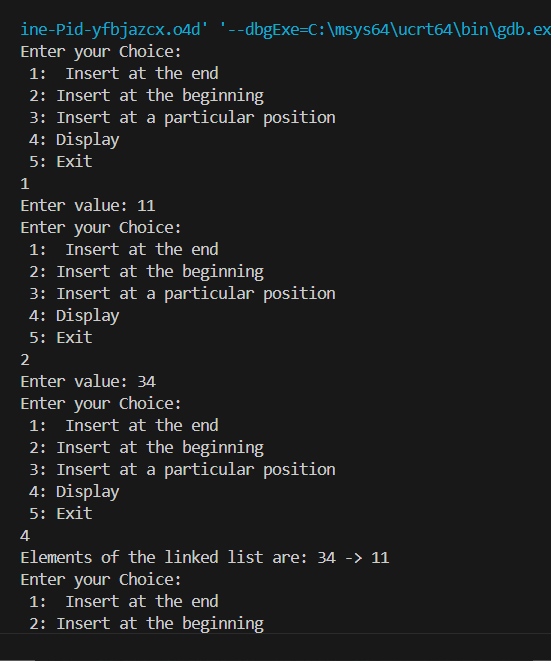 ine-Pid-yfbjazcx.o4d' '--dbgExe=C:\msys64\ucrt64\bin\gdb.ex
Enter your Choice:
 1:  Insert at the end
 2: Insert at the beginning
 3: Insert at a particular position
 4: Display
 5: Exit
1
Enter value: 11
Enter your Choice:
 1:  Insert at the end
 2: Insert at the beginning
 3: Insert at a particular position
 4: Display
 5: Exit
2
Enter value: 34
Enter your Choice:
 1:  Insert at the end
 2: Insert at the beginning
 3: Insert at a particular position
 4: Display
 5: Exit
4
Elements of the linked list are: 34 -> 11
Enter your Choice:
 1:  Insert at the end
 2: Insert at the beginning